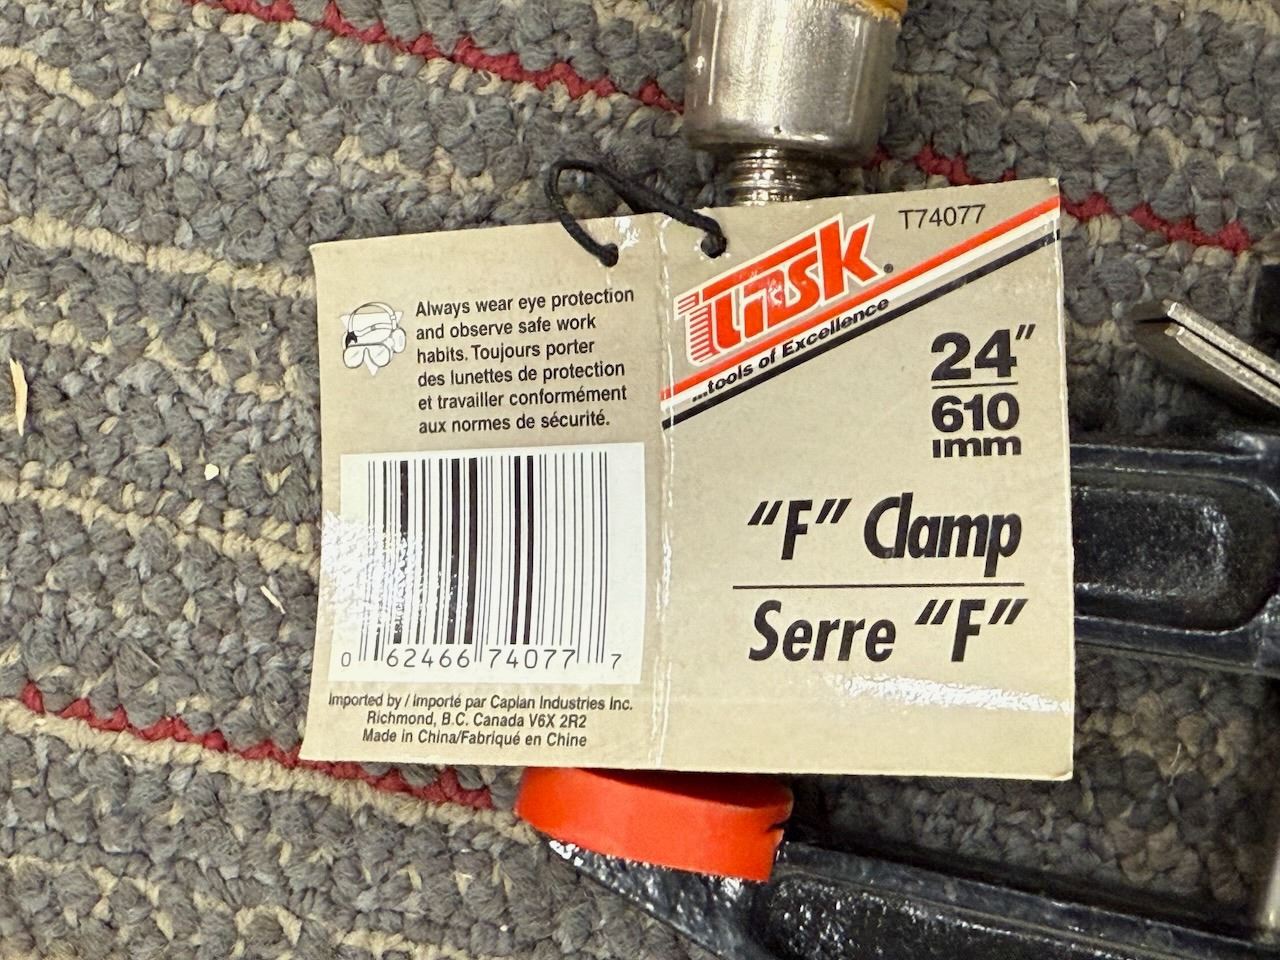 Always wear eye protection
and observe safe work
habits. Toujours porter
des lunettes de protection
et travailler conformément
aux normes de sécurité.
0 62466 74077 7
Imported by / Importé par Caplan Industries Inc.
Richmond, B.C. Canada V6X 2R2
Made in China/Fabriqué en Chine
T74077
Task®
...tools of Excellence
24"
610
mm
"F" Clamp
Serre "F"